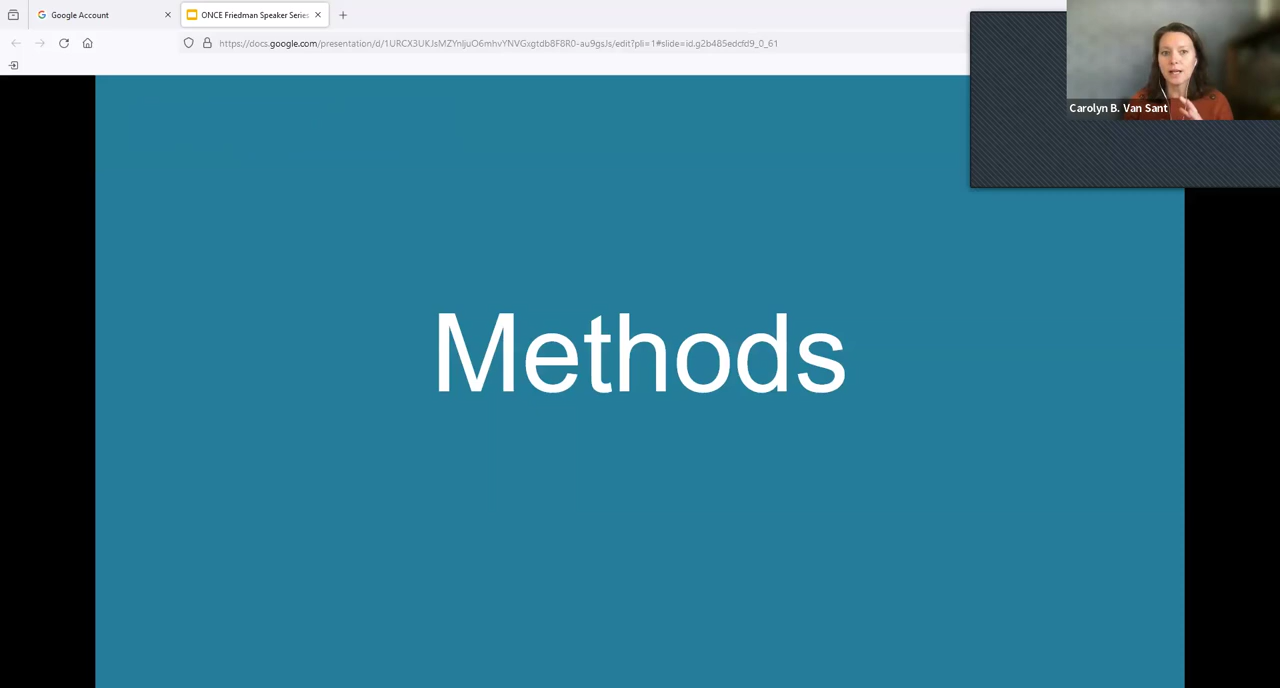 Google Account
ONCE Friedman Speaker Series
https://docs.google.com/presentation/d/1URCX3UKJsMZYnljuO6mhvYNVGxgtdb8F8R0-au9gsJs/edit?pli=1#slide=id.g2b485edcfd9_0_61
Carolyn B. Van Sant
Methods